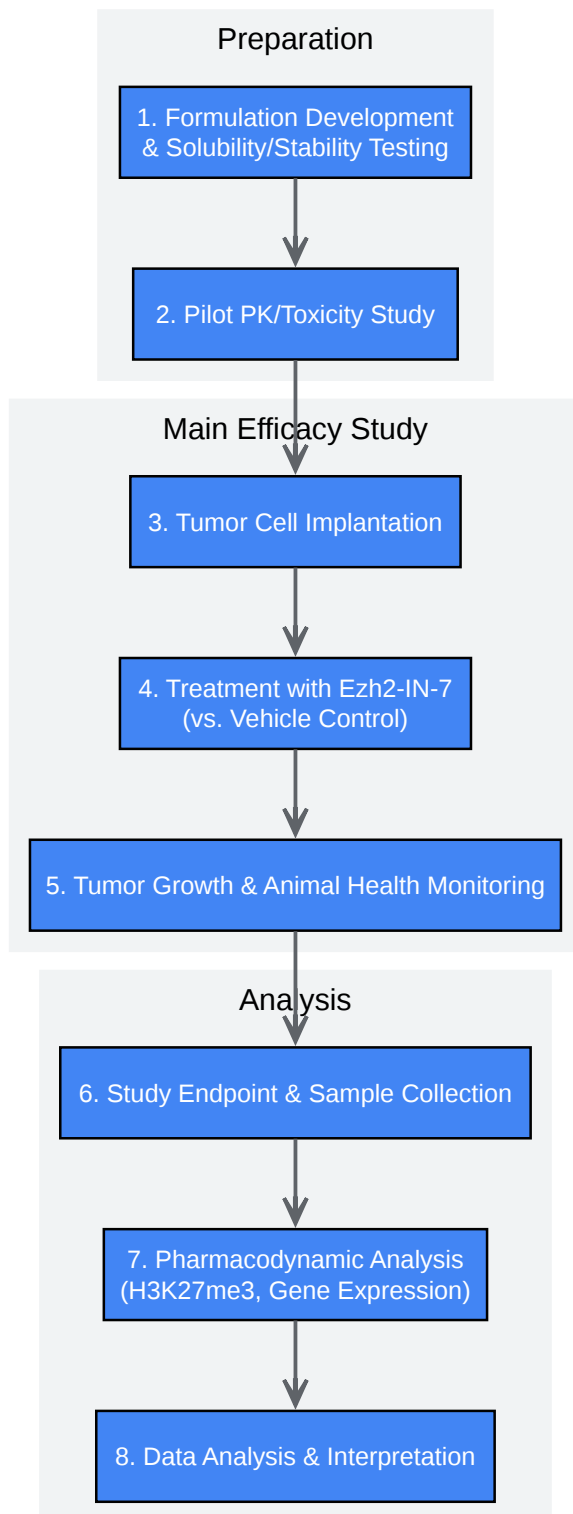 Preparation
1. Formulation Development
& Solubility/Stability Testing
2. Pilot PK/Toxicity Study
Main Efficacy Study
3. Tumor Cell Implantation
4. Treatment with Ezh2-IN-7
(vs. Vehicle Control)
5. Tumor Growth & Animal Health Monitoring
Analysis
6. Study Endpoint & Sample Collection
7. Pharmacodynamic Analysis
(H3K27me3, Gene Expression)
8. Data Analysis & Interpretation